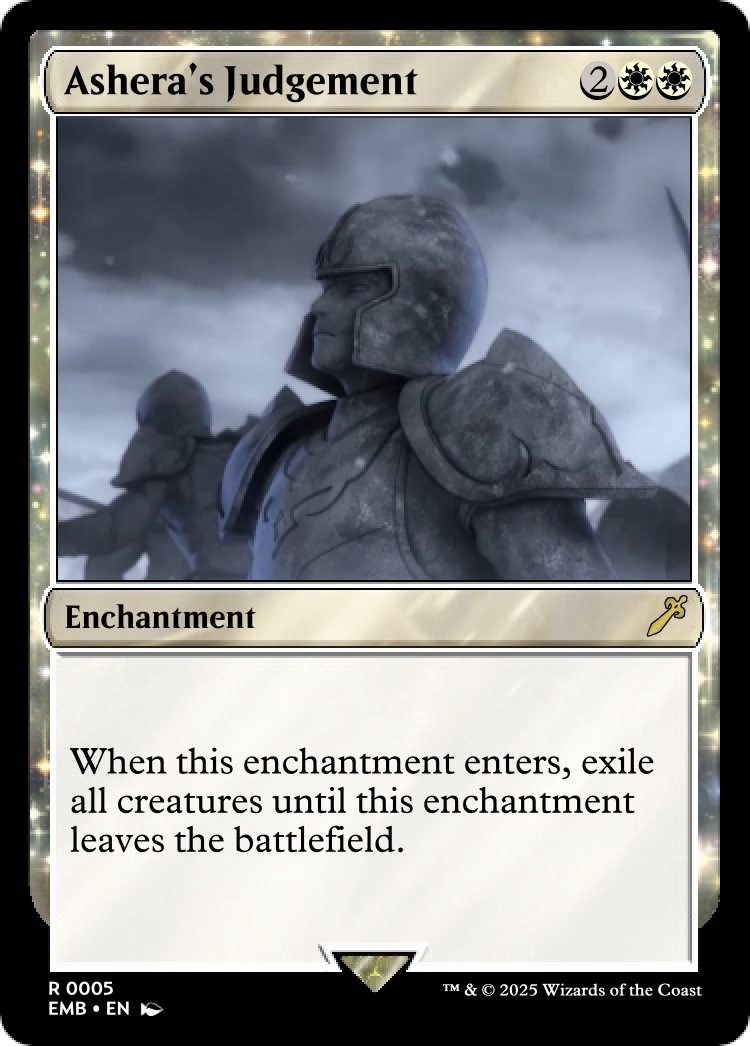 Ashera's Judgement 2
Enchantment
When this enchantment enters, exile
all creatures until this enchantment
leaves the battlefield.
R 0005
EMB • EN
™ & © 2025 Wizards of the Coast